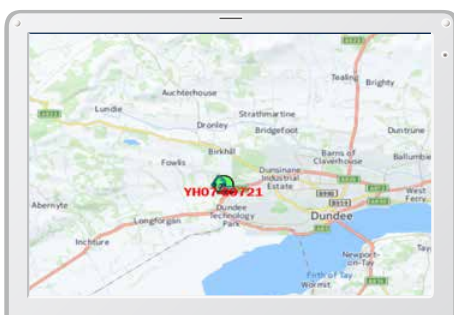 Tealing
Brighty
Auchterhouse
Lundie
Strathmartine
Dronley
Bridgefoot
Duntrune
Birkhill
Barns of
Claverhouse
Ballumbie
Fowlis
Dunsinane
Industrial
Estate
West
Ferry
Abernyte
Longforgan
Dundee
Technology
Park
Dundee
Inchture
Newport-
on-Tay
Tay
Firth of Tay
Wormit